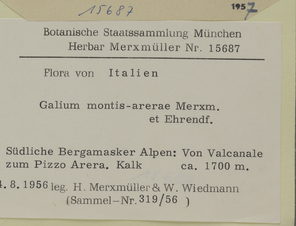 15687
1957
Botanische Staatssammlung München
Herbar Merxmüller Nr. 15687
Flora von Italien
Galium montis-arerae Merxm.
et Ehrendf.
Südliche Bergamasker Alpen: Von Valcanale
zum Pizzo Arera. Kalk ca. 1700 m.
4.8.1956 leg. H. Merxmüller & W. Wiedmann
(Sammel-Nr. 319/56 )